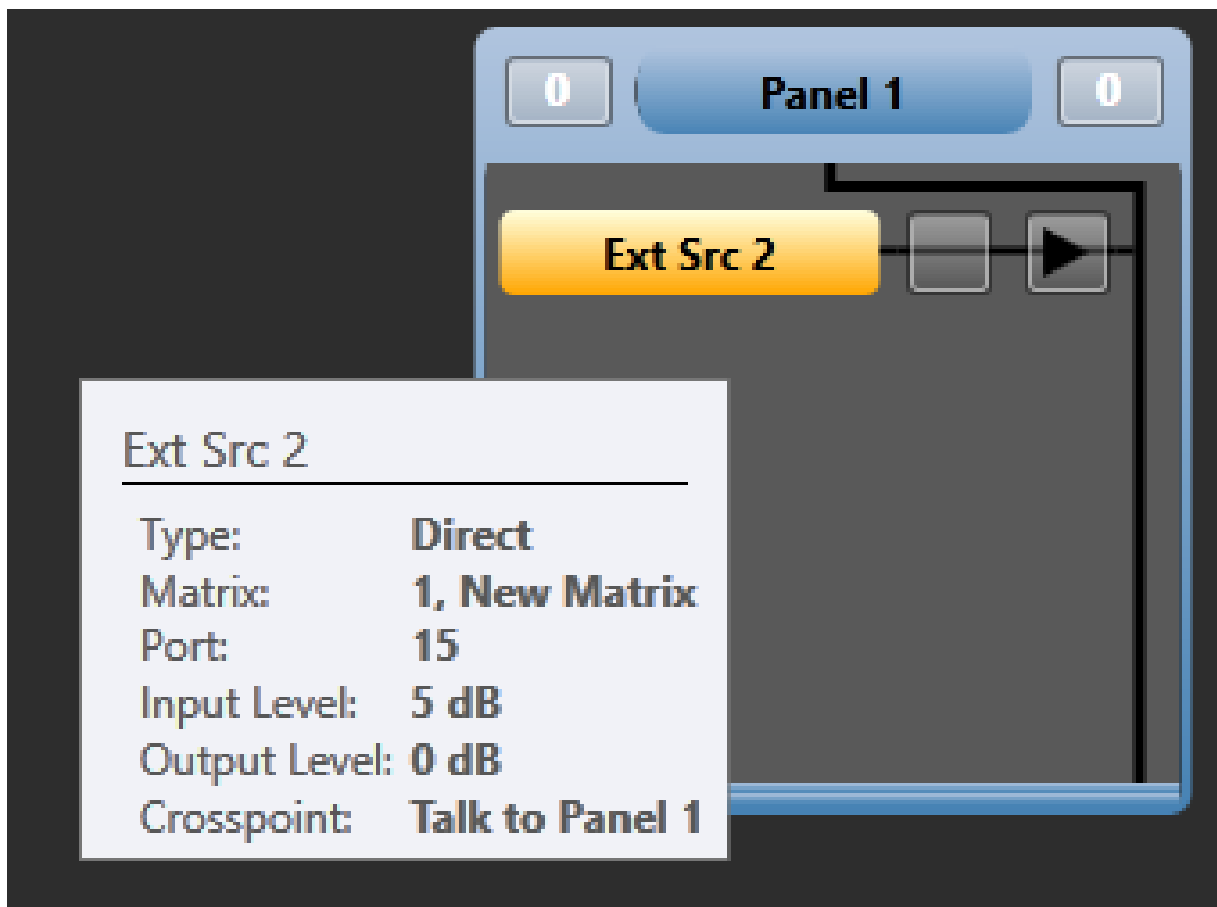 0 Panel 1 0
Ext Src 2
Ext Src 2
Type: Direct
Matrix: 1, New Matrix
Port: 15
Input Level: 5 dB
Output Level: 0 dB
Crosspoint: Talk to Panel 1